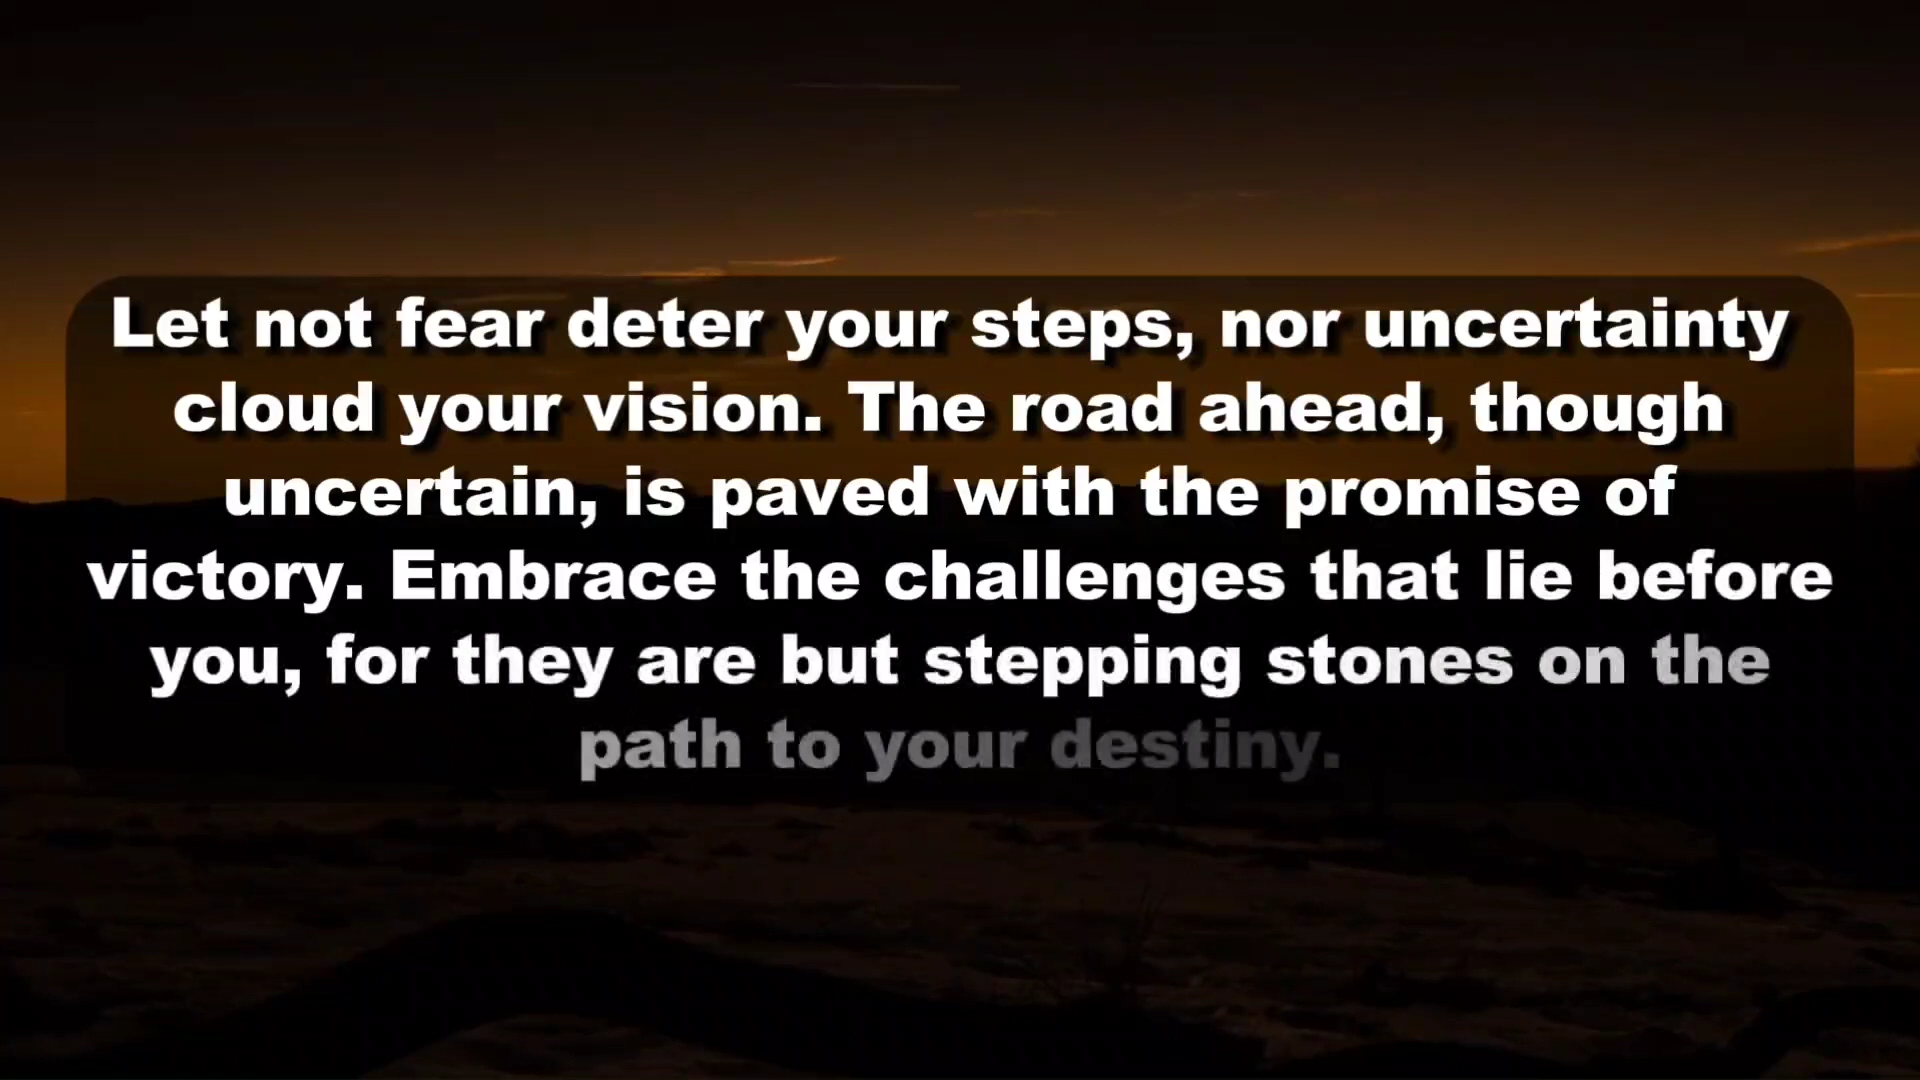 Let not fear deter your steps, nor uncertainty
cloud your vision. The road ahead, though
uncertain, is paved with the promise of
victory. Embrace the challenges that lie before
you, for they are but stepping stones on the
path to your destiny.